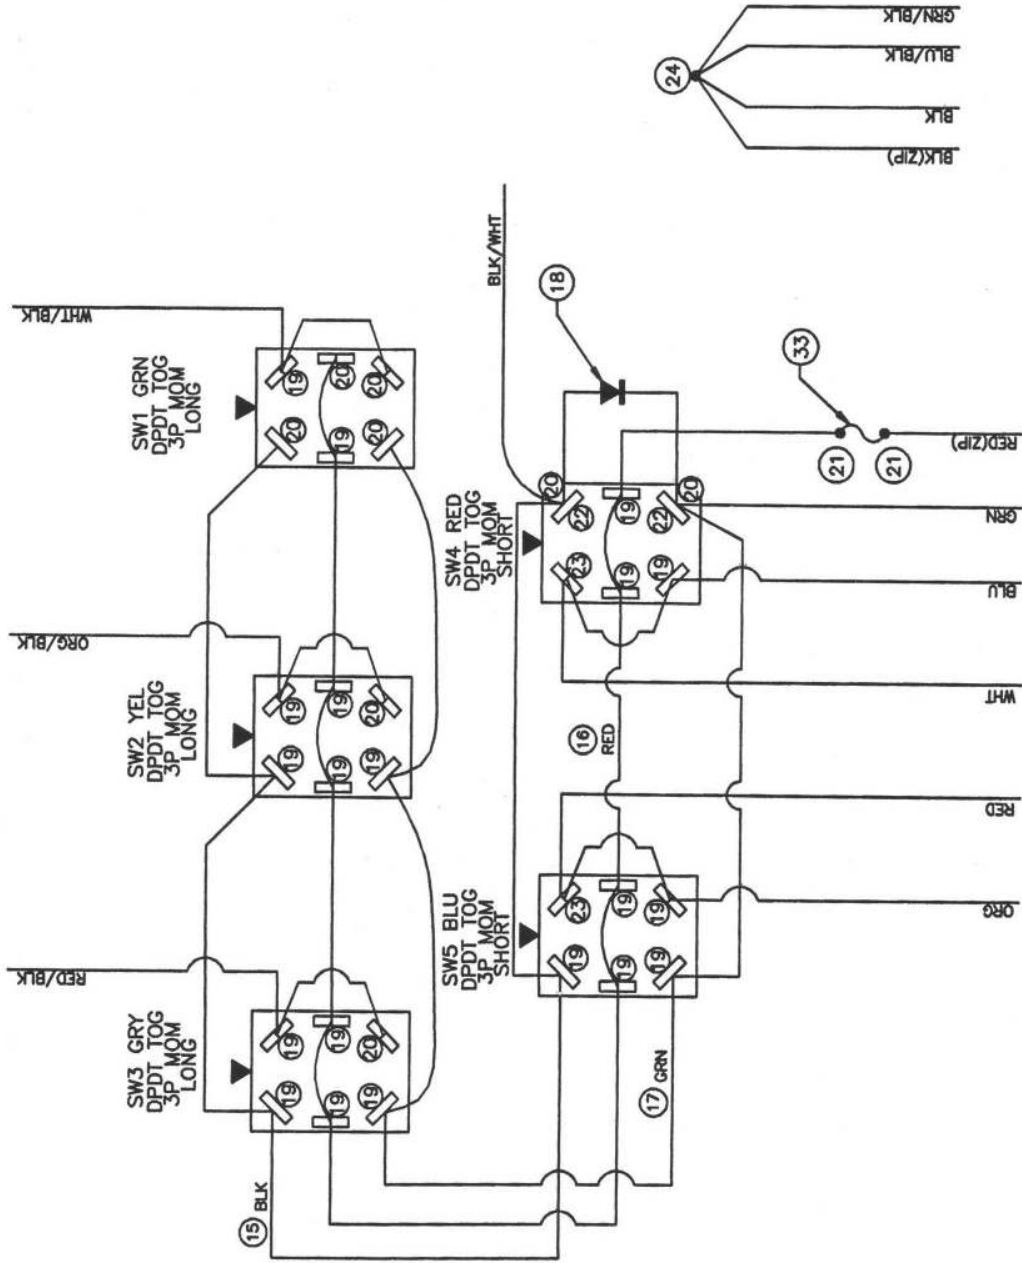 GRN/BLK
BLU/BLK
24
BLK
BLK(ZIP)
WHT/BLK
ORG/BLK
RED/BLK
SW1 GRN
DPDT TOG
3P MOM
LONG
19
20
20
19
20
20
SW2 YEL
DPDT TOG
3P MOM
LONG
19
19
19
19
20
19
SW3 GRY
DPDT TOG
3P MOM
LONG
19
19
19
19
20
19
15 BLK
BLK/WHT
18
33
21
21
RED(ZIP)
SW4 RED
DPDT TOG
3P MOM
SHORT
20
22
23
19
19
22
19
20
GRN
BLU
WHT
16
RED
RED
SW5 BLU
DPDT TOG
3P MOM
SHORT
23
19
19
19
19
19
ORG
17 GRN